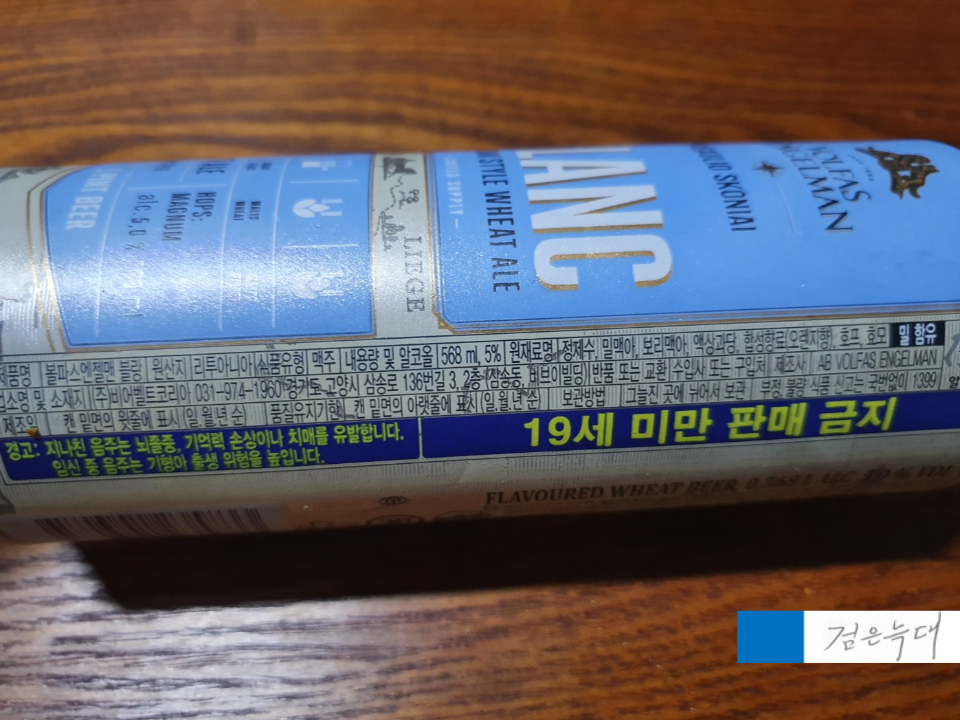 VOLFAS
ENGELMAN
SKONIAI
LANC
STYLE WHEAT ALE
LIEGE
HOPS:
MAGNUM
alc. 5,0 %
PINT BEER
제품명 볼파스엔젤맨 블랑 원산지 리투아니아 식품유형 맥주 내용량 및 알코올 568 ml, 5% 원재료명 정제수, 밀맥아, 보리맥아, 액상과당, 합성향료(오렌지향), 호프, 효모 밀 함유
업소명 및 소재지 (주)비어벨트코리아 031-974-1960 경기도 고양시 삼송로 136번길 3, 2층(삼송동, 빌딩) 반품 또는 교환 수입사 또는 구입처 제조사 AB VOLFAS ENGELMAN
제조일 캔 밑면의 윗줄에 표시 일.월.년 순 품질유지기한 캔 밑면의 아랫줄에 표시 일.월.년 순 보관방법 그늘진 곳에 뉘어서 보관 부정.불량 식품 신고는 국번없이 1399
경고: 지나친 음주는 뇌졸중, 기억력 손상이나 치매를 유발합니다.
임신 중 음주는 기형아 출생 위험을 높입니다.
19세 미만 판매 금지
FLAVOURED WHEAT BEER 0.568 L ALC. % VOL
검은늑대